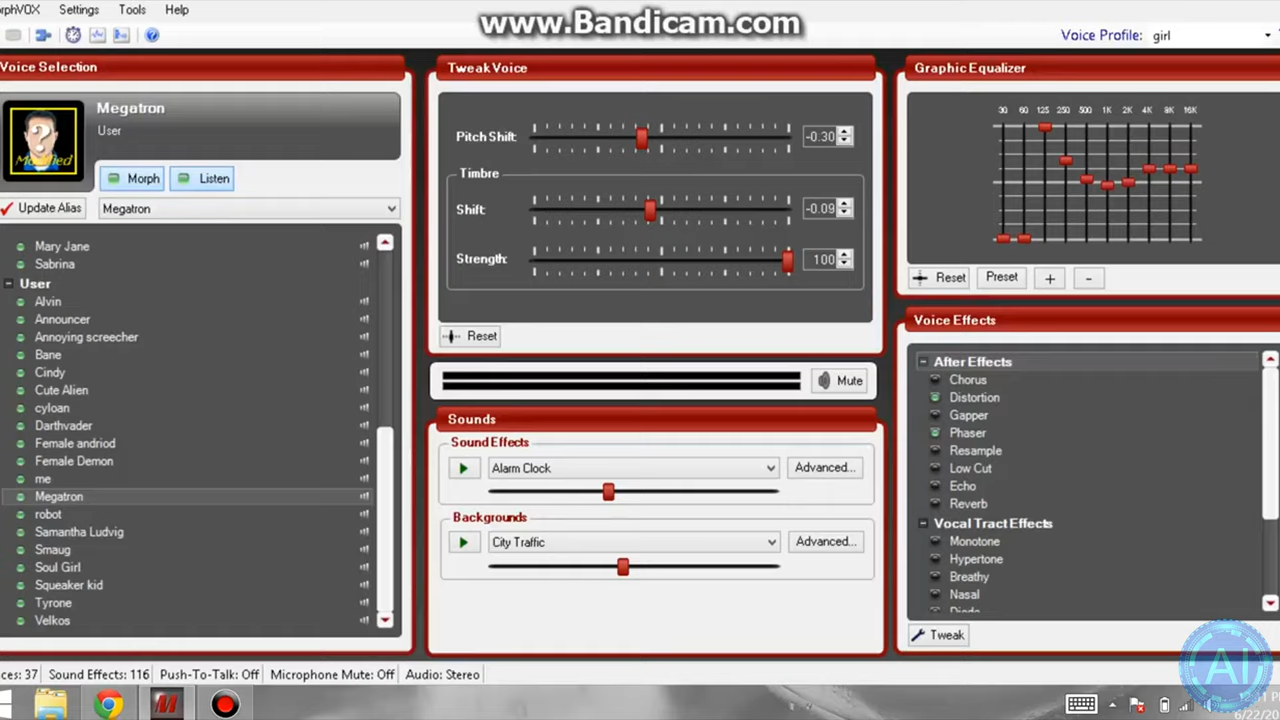 rphVOX Settings Tools Help
www.Bandicam.com
Voice Profile: girl
Voice Selection
Megatron
User
Modified
Morph Listen
Update Alias Megatron
Mary Jane
Sabrina
User
Alvin
Announcer
Annoying screecher
Bane
Cindy
Cute Alien
cyloan
Darthvader
Female andriod
Female Demon
me
Megatron
robot
Samantha Ludvig
Smaug
Soul Girl
Squeaker kid
Tyrone
Velkos
Tweak Voice
Pitch Shift: -0.30
Timbre
Shift: -0.09
Strength: 100
Reset
Mute
Sounds
Sound Effects
Alarm Clock Advanced...
Backgrounds
City Traffic Advanced...
Graphic Equalizer
30 60 125 250 500 1K 2K 4K 8K 16K
Reset Preset + -
Voice Effects
After Effects
Chorus
Distortion
Gapper
Phaser
Resample
Low Cut
Echo
Reverb
Vocal Tract Effects
Monotone
Hypertone
Breathy
Nasal
Tweak
ces: 37 Sound Effects: 116 Push-To-Talk: Off Microphone Mute: Off Audio: Stereo
AI
1 PM
6/22/20